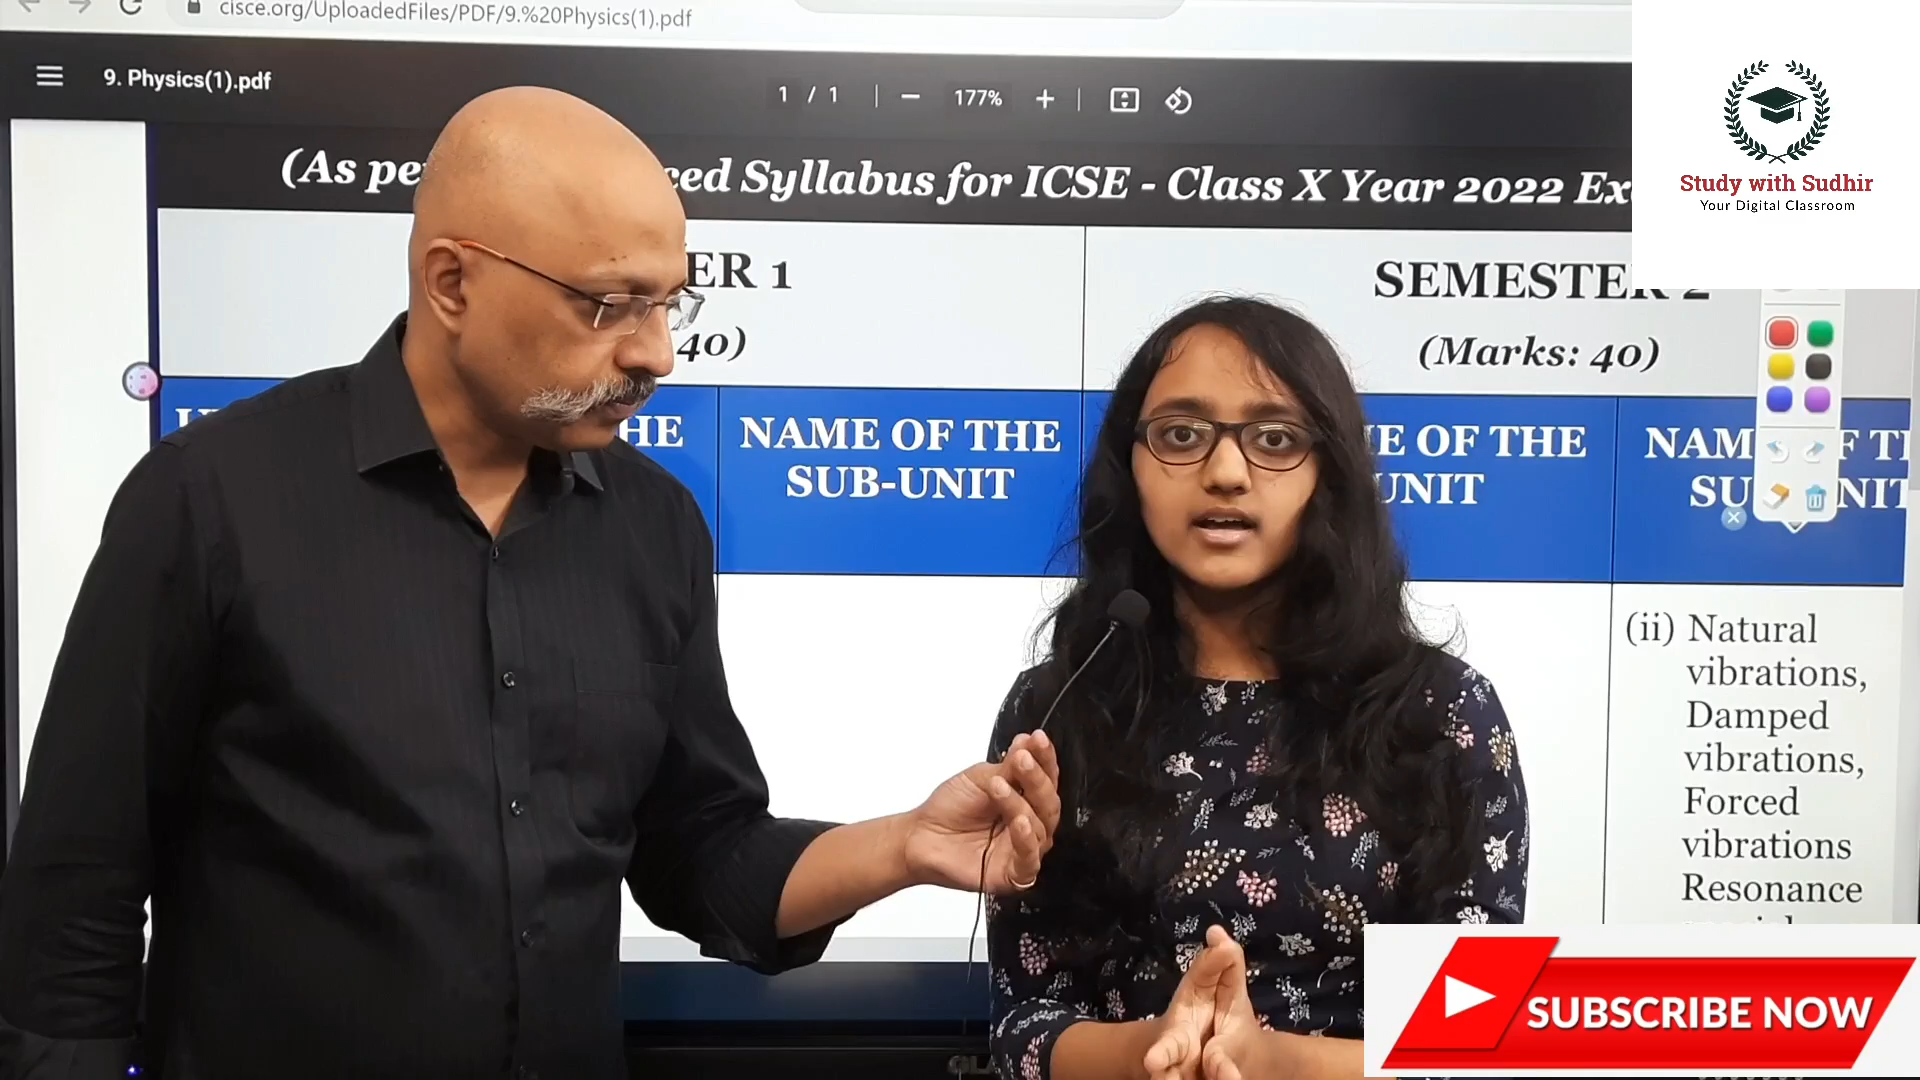 cisce.org/UploadedFiles/PDF/9.%20Physics(1).pdf
9. Physics(1).pdf
1 / 1
177%
(As pe ced Syllabus for ICSE - Class X Year 2022 Ex
Study with Sudhir
Your Digital Classroom
ER 1
SEMESTER 2
40)
(Marks: 40)
HE
NAME OF THE
SUB-UNIT
E OF THE
UNIT
NAM F TH
SU NIT
(ii) Natural
vibrations,
Damped
vibrations,
Forced
vibrations
Resonance
SUBSCRIBE NOW